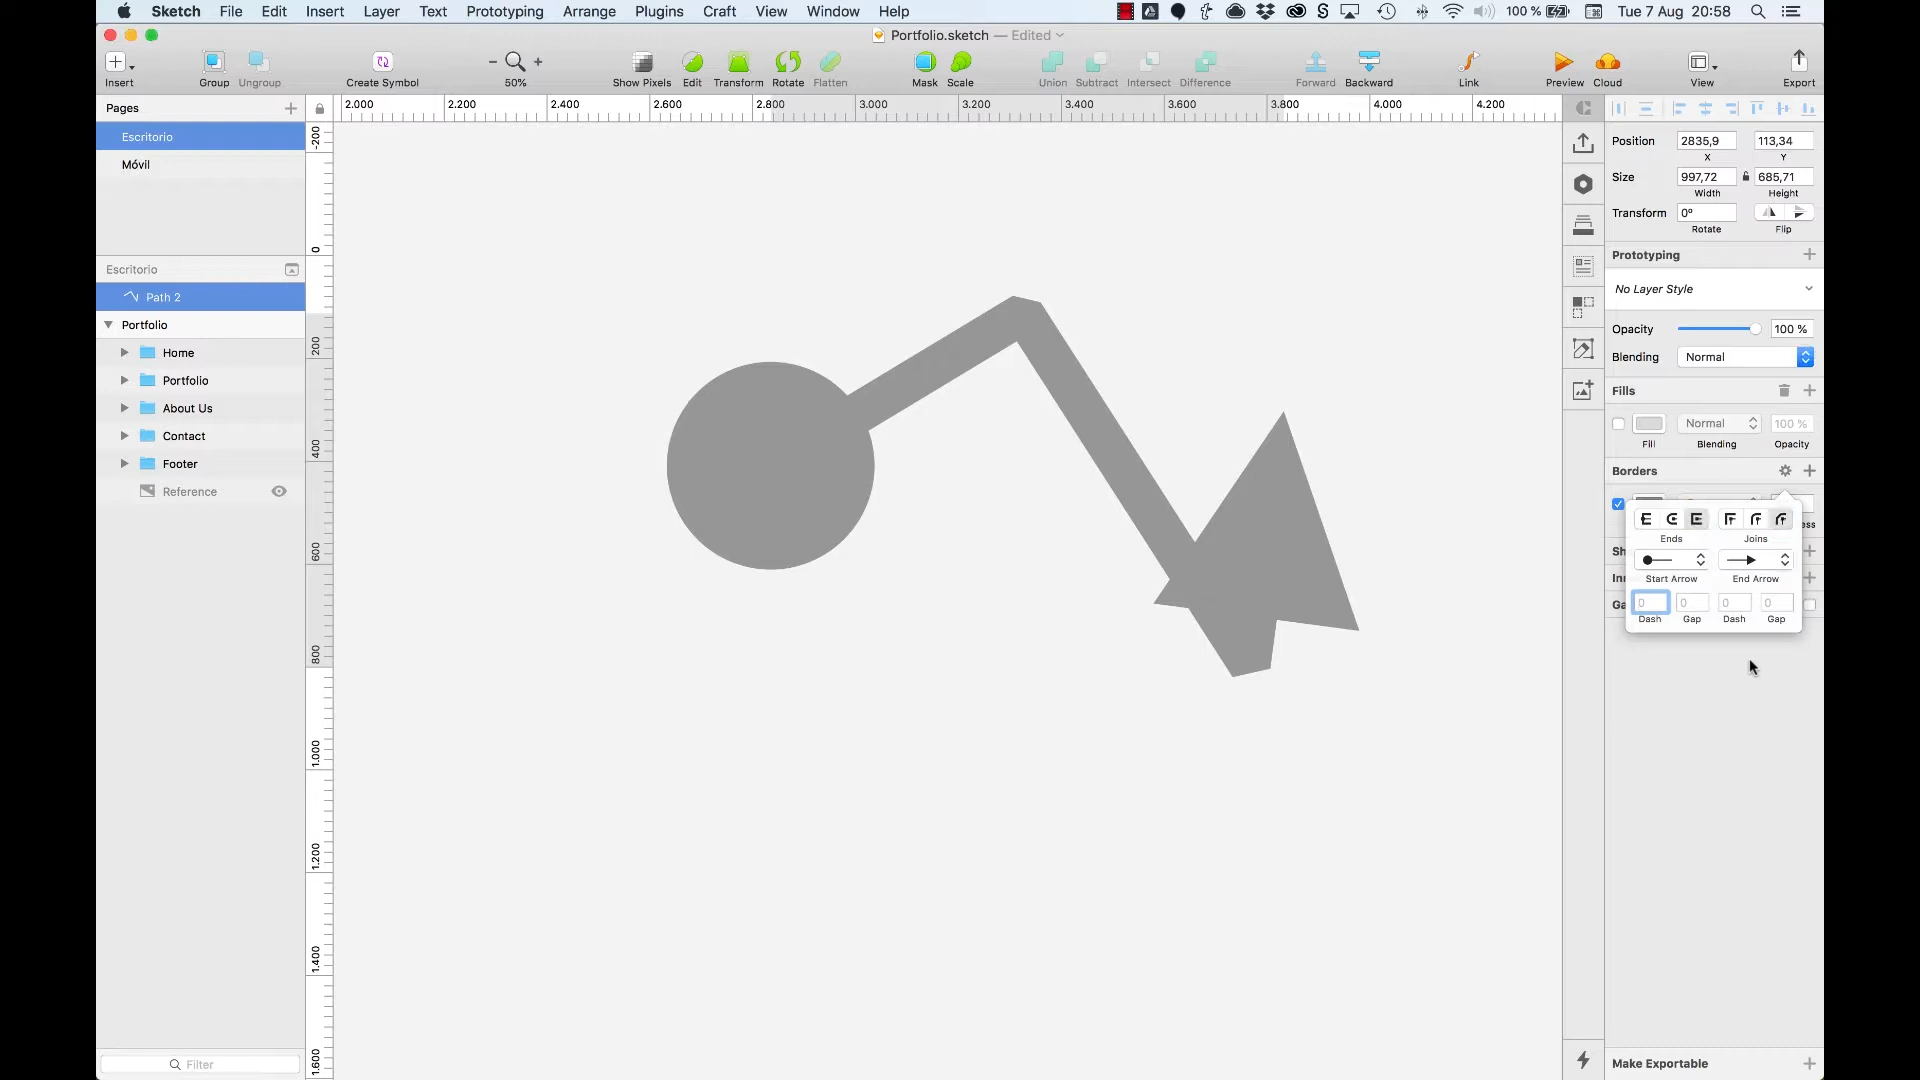 Sketch File Edit Insert Layer Text Prototyping Arrange Plugins Craft View Window Help 100 % Tue 7 Aug 20:58
Portfolio.sketch — Edited
Insert Group Ungroup Create Symbol 50% Show Pixels Edit Transform Rotate Flatten Mask Scale Union Subtract Intersect Difference Forward Backward Link Preview Cloud View Export
Pages
Escritorio
Móvil
Escritorio
Path 2
Portfolio
Home
Portfolio
About Us
Contact
Footer
Reference
Filter
2.000 2.200 2.400 2.600 2.800 3.000 3.200 3.400 3.600 3.800 4.000 4.200
-200
0
200
400
600
800
1.000
1.200
1.400
1.600
Position 2835,9 113,34
X Y
Size 997,72 685,71
Width Height
Transform 0°
Rotate Flip
Prototyping
No Layer Style
Opacity 100 %
Blending Normal
Fills
Normal 100 %
Fill Blending Opacity
Borders
ess
Ends Joins
Sh
Start Arrow End Arrow
Inn
Ga
0 0 0 0
Dash Gap Dash Gap
Make Exportable